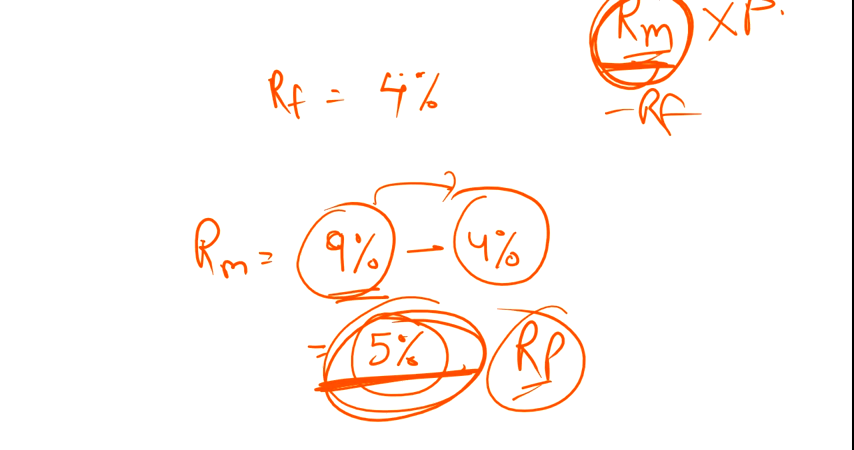 Rm × P.
- Rf
Rf = 4%
Rm = 9% - 4%
= 5% RP